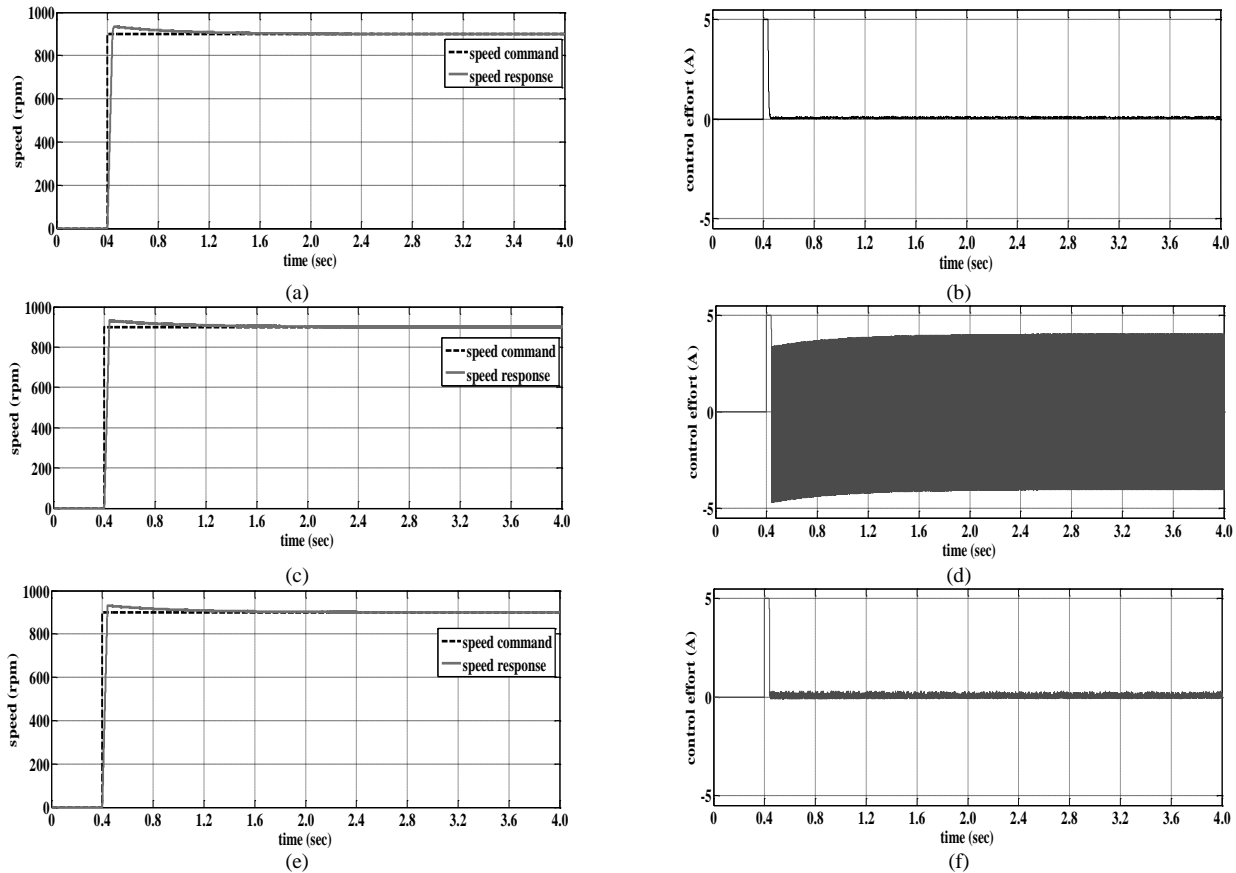 1000
800
600
400
200
0
speed (rpm)
speed command
speed response
0 04 0.8 1.2 1.6 2.0 2.4 2.8 3.2 3.4 4.0
time (sec)
(a)
5
0
-5
control effort (A)
0 0.4 0.8 1.2 1.6 2.0 2.4 2.8 3.2 3.6 4.0
time (sec)
(b)
1000
800
600
400
200
0
speed (rpm)
speed command
speed response
0 0.4 0.8 1.2 1.6 2.0 2.4 2.8 3.2 3.6 4.0
time (sec)
(c)
5
0
-5
control effort (A)
0 0.4 0.8 1.2 1.6 2.0 2.4 2.8 3.2 3.6 4.0
time (sec)
(d)
1000
800
600
400
200
0
speed (rpm)
speed command
speed response
0 0.4 0.8 1.2 1.6 2.0 2.4 2.8 3.2 3.6 4.0
time (sec)
(e)
5
0
-5
control effort (A)
0 0.4 0.8 1.2 1.6 2.0 2.4 2.8 3.2 3.6 4.0
time (sec)
(f)